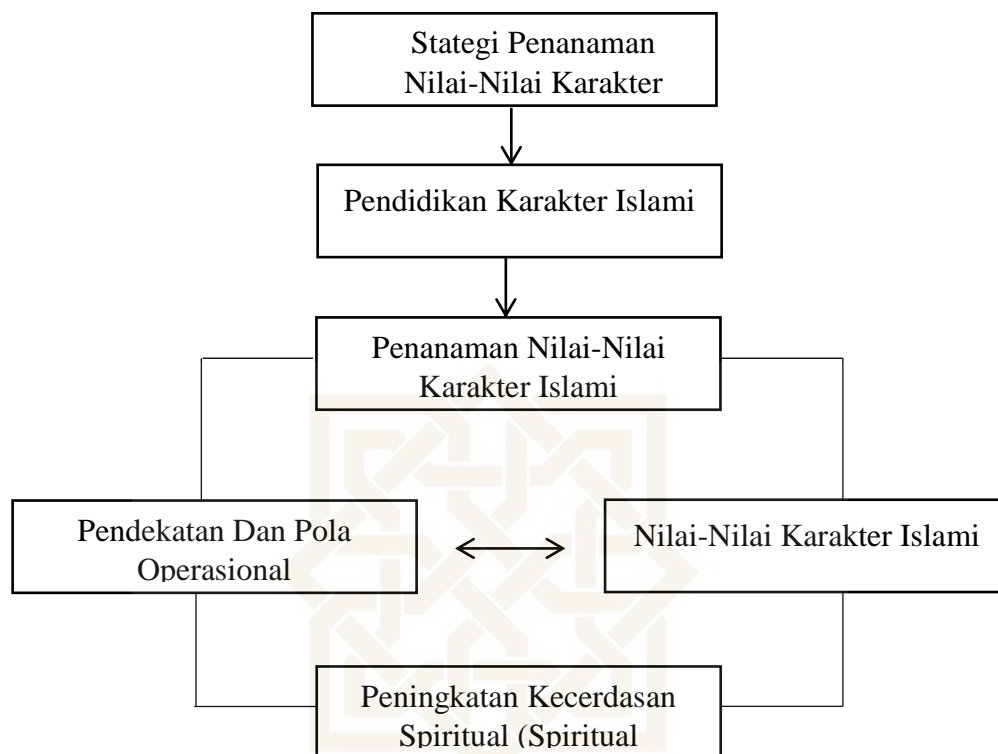 Stategi Penanaman
Nilai-Nilai Karakter
Pendidikan Karakter Islami
Penanaman Nilai-Nilai
Karakter Islami
Pendekatan Dan Pola
Operasional
Nilai-Nilai Karakter Islami
Peningkatan Kecerdasan
Spiritual (Spiritual